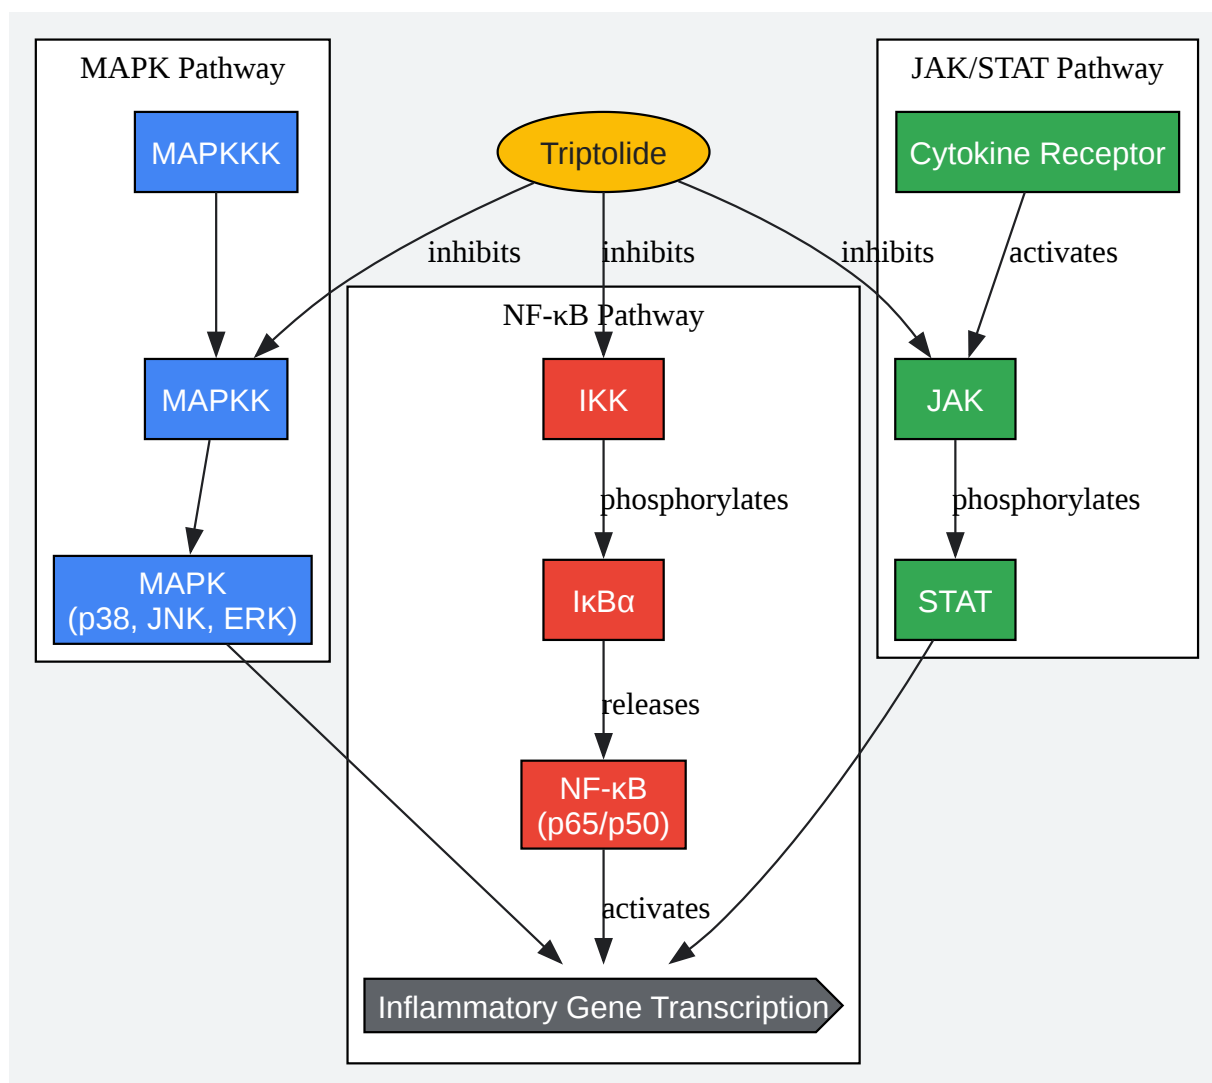 MAPK Pathway
JAK/STAT Pathway
MAPKKK
Triptolide
Cytokine Receptor
inhibits
inhibits
inhibits
activates
NF-κB Pathway
MAPKK
IKK
JAK
phosphorylates
phosphorylates
MAPK
(p38, JNK, ERK)
IκBα
STAT
releases
NF-κB
(p65/p50)
activates
Inflammatory Gene Transcription